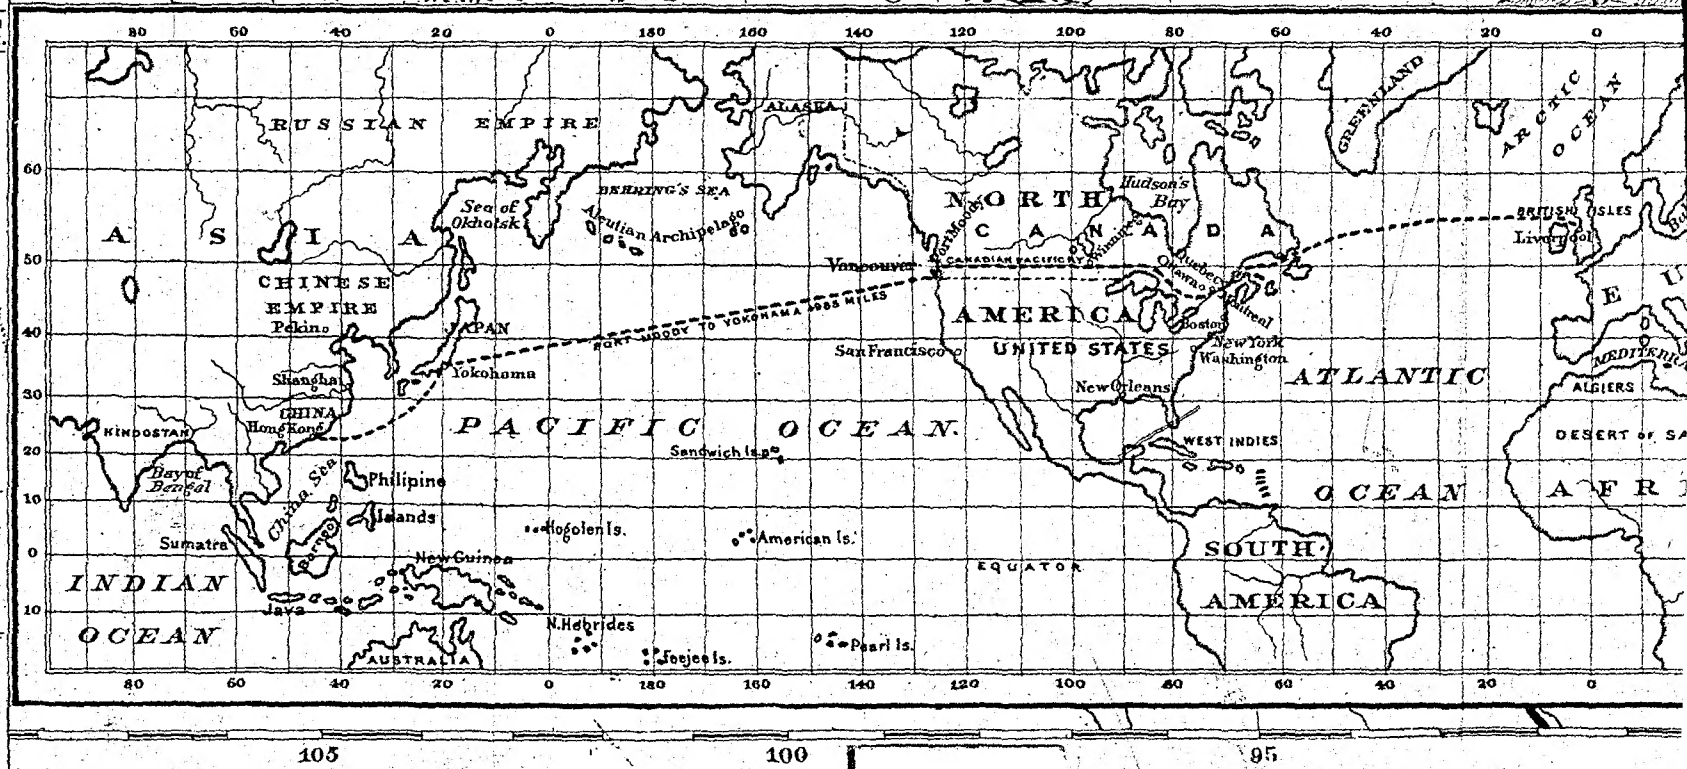 80 60 40 20 0 180 160 140 120 100 80 60 40 20 0
RUSSIAN EMPIRE
ALASKA
GREENLAND
ARCTIC
OCEAN
60
BEHRING'S SEA
Sea of
Okhotsk
Aleutian Archipelago
NORTH
Hudson's
Bay
BRITISH ISLES
Liverpool
ASIA
CANADA
Port Moody
Winnipeg
50
Vancouver
CANADIAN PACIFIC RY
Quebec
Ottawa
Montreal
CHINESE
EMPIRE
Pekin
E U
PORT MOODY TO YOKOHAMA 4985 MILES
AMERICA
40
JAPAN
Boston
New York
Washington
San Francisco
UNITED STATES
MEDITERR
Yokohama
Shanghai
ATLANTIC
ALGIERS
30
New Orleans
CHINA
Hong Kong
HINDOSTAN
PACIFIC OCEAN.
WEST INDIES
DESERT OF SA
20
Sandwich Is.
Bay of
Bengal
China Sea
Philipine
Islands
OCEAN
AFRI
10
Hogolen Is.
American Is.
Sumatra
Borneo
0
New Guinea
EQUATOR
SOUTH
AMERICA
INDIAN
OCEAN
Java
10
N. Hebrides
Feejee Is.
Pearl Is.
AUSTRALIA
80 60 40 20 0 180 160 140 120 100 80 60 40 20 0
105 100 95